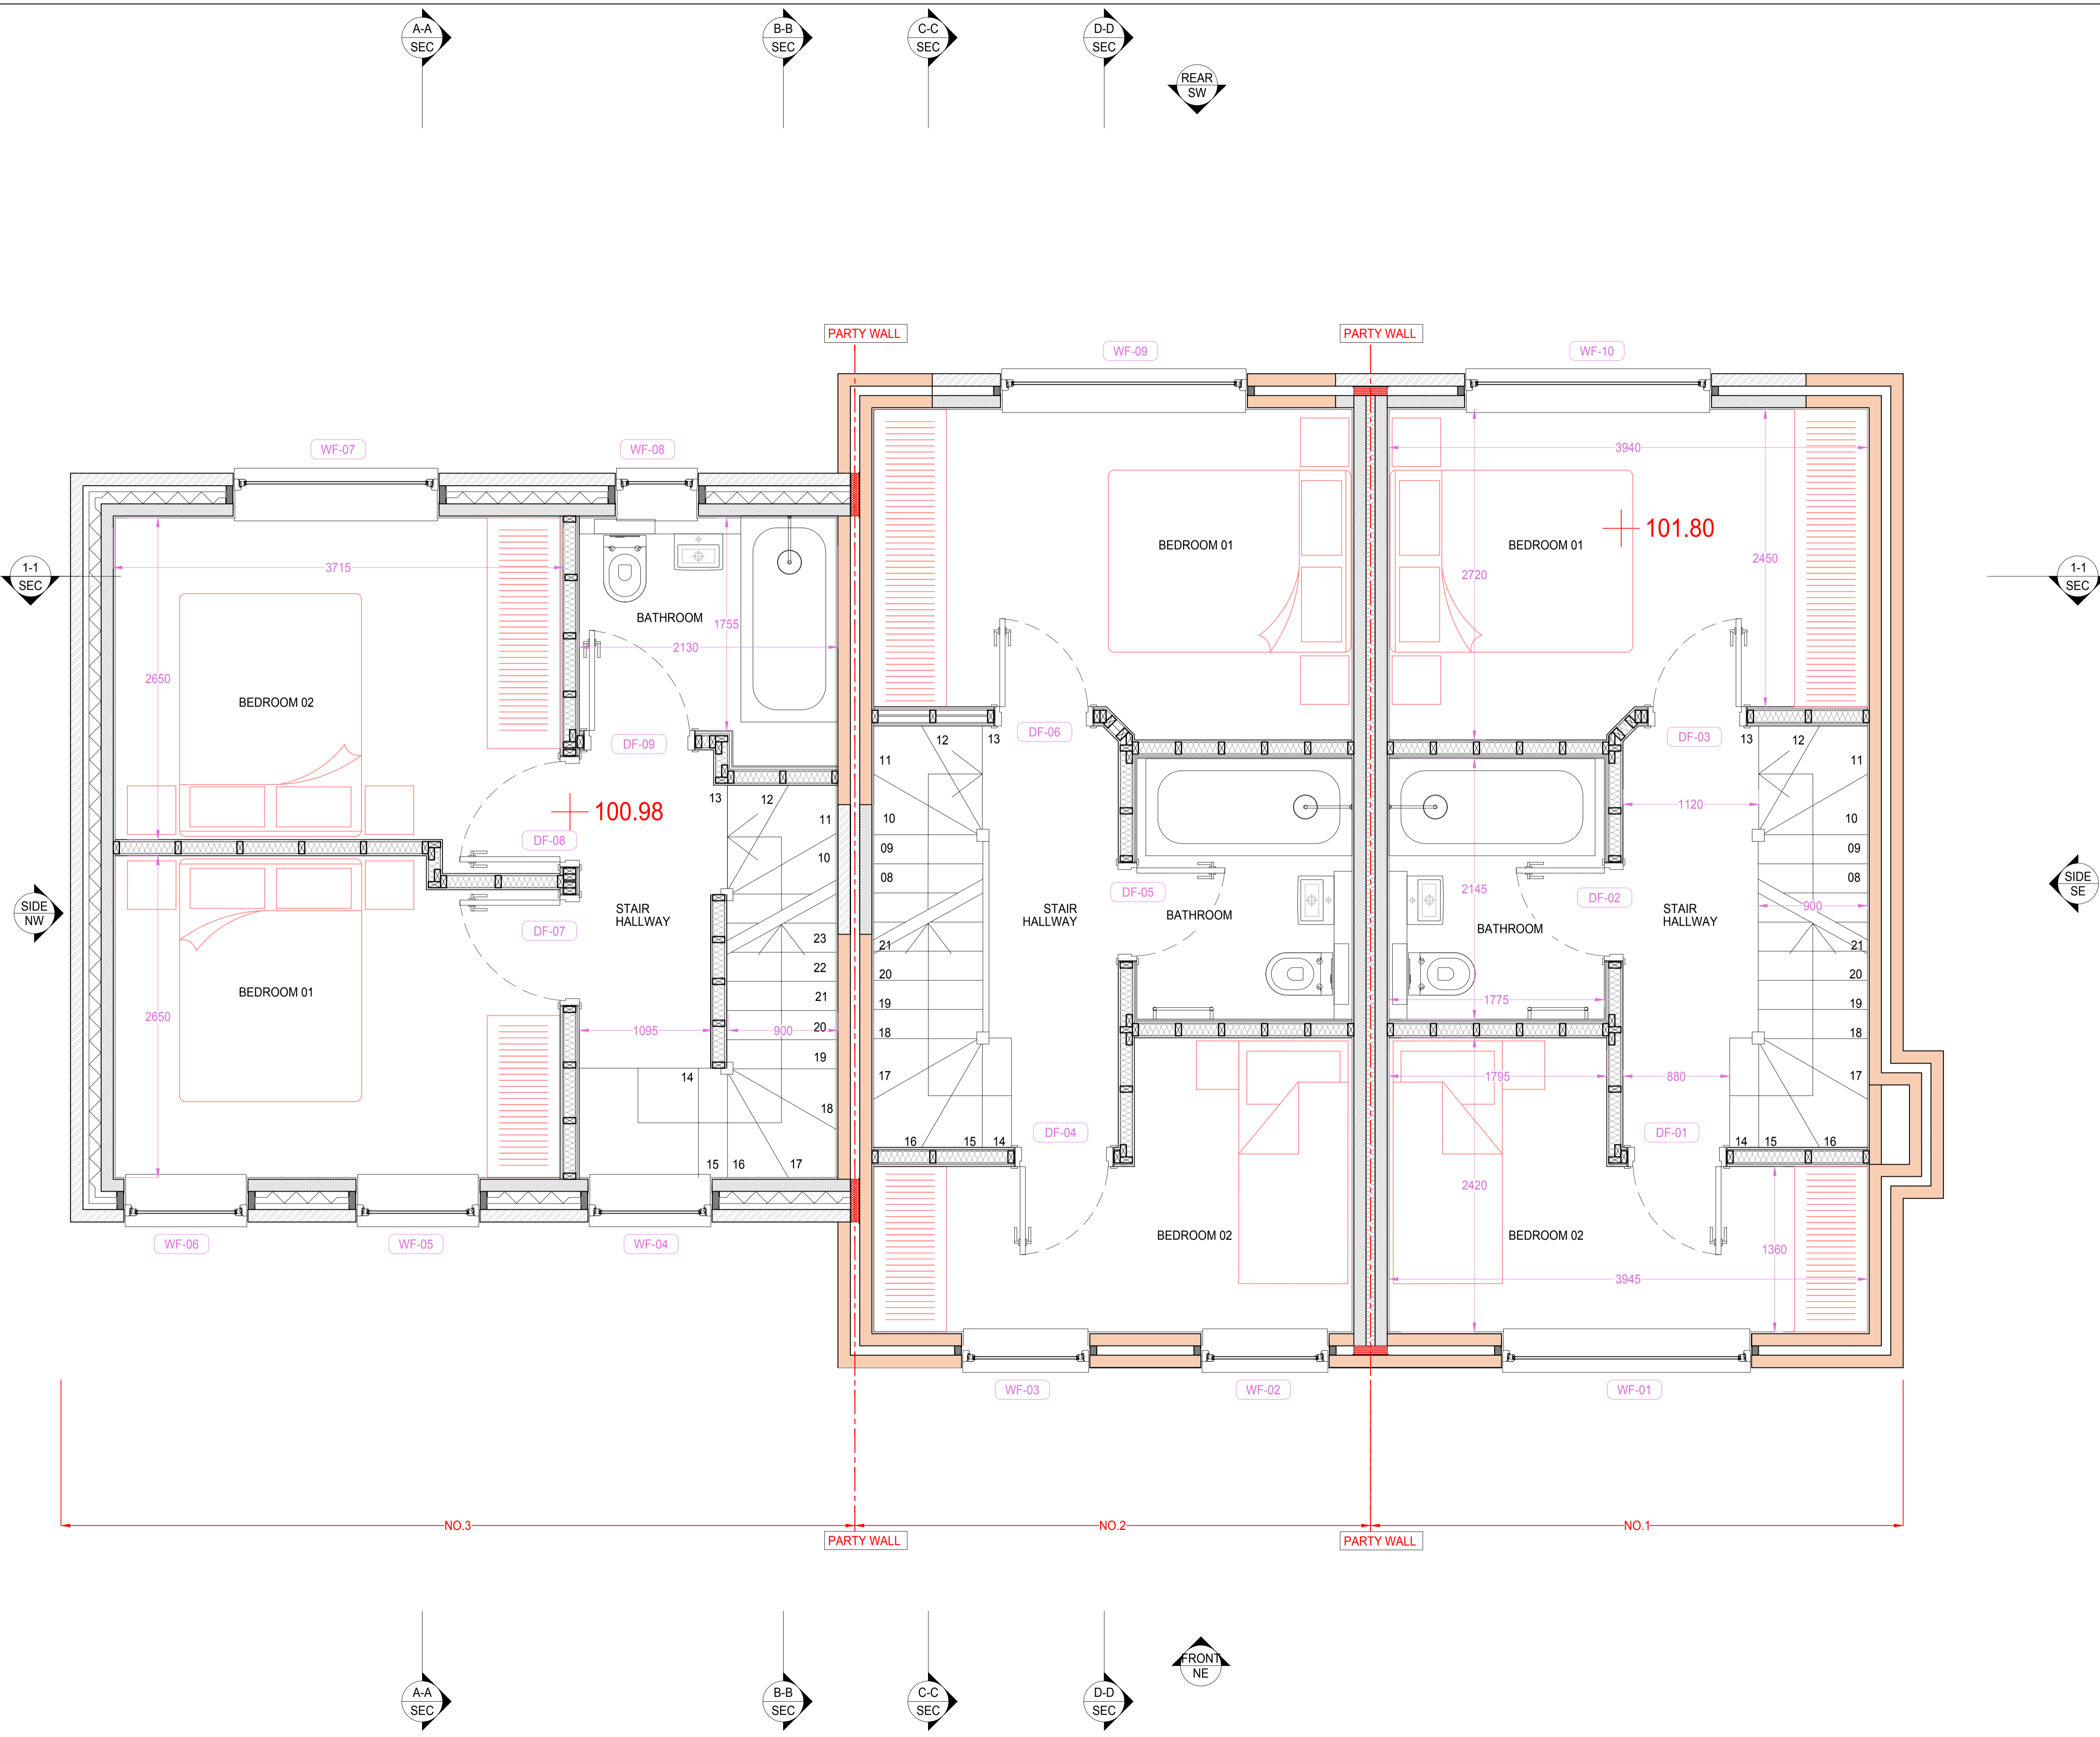 A-A
SEC
B-B
SEC
C-C
SEC
D-D
SEC
REAR
SW
PARTY WALL
PARTY WALL
WF-09
WF-10
WF-07
WF-08
3940
101.80
BEDROOM 01
BEDROOM 01
2450
2720
1-1
SEC
1-1
SEC
3715
BATHROOM
1755
2130
2650
BEDROOM 02
DF-09
DF-06
DF-03
13
12
11
10
09
08
13
12
11
10
09
08
13
12
11
10
100.98
1120
DF-08
DF-07
DF-05
DF-02
2145
900
SIDE
NW
SIDE
SE
STAIR
HALLWAY
STAIR
HALLWAY
STAIR
HALLWAY
BATHROOM
BATHROOM
23
22
21
20
19
18
21
20
19
18
17
21
20
19
18
17
BEDROOM 01
2650
1095
900
1775
1795
880
14
15
16
17
DF-04
DF-01
16
15
14
14
15
16
2420
BEDROOM 02
BEDROOM 02
1360
3945
WF-06
WF-05
WF-04
WF-03
WF-02
WF-01
NO.3
NO.2
NO.1
PARTY WALL
PARTY WALL
FRONT
NE
A-A
SEC
B-B
SEC
C-C
SEC
D-D
SEC